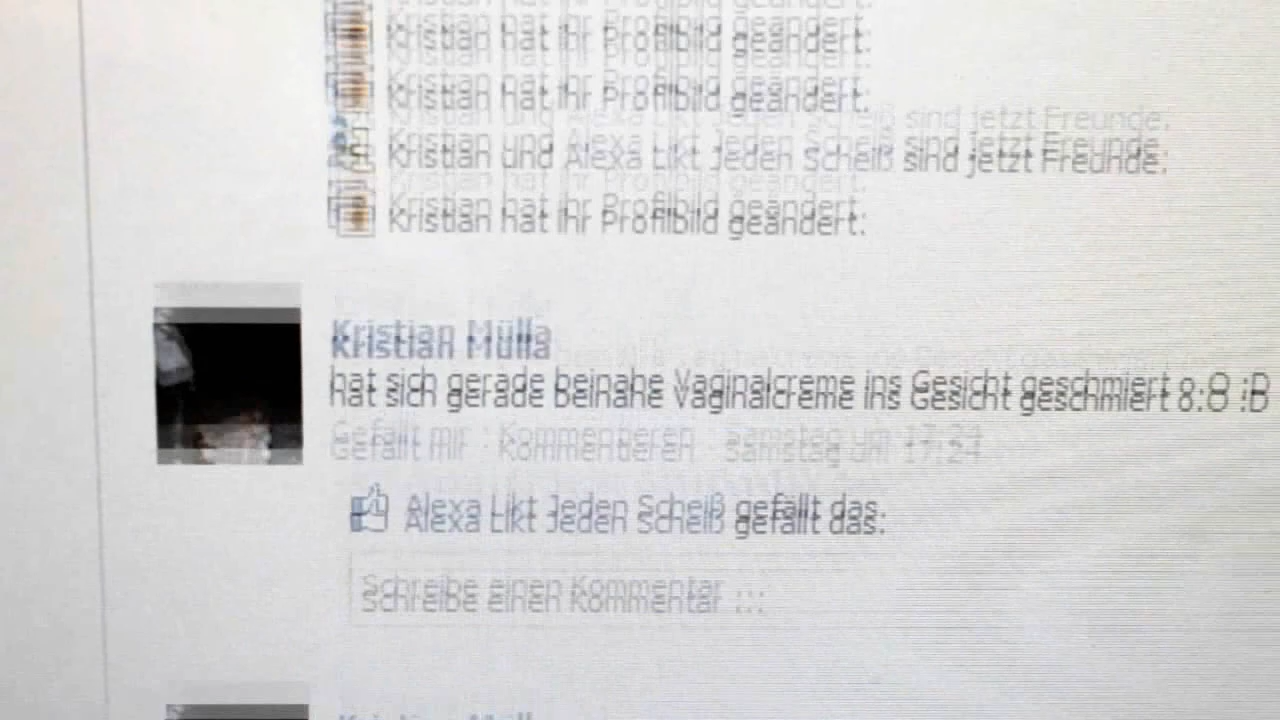 Kristian hat ihr Profilbild geändert.
Kristian hat ihr Profilbild geändert.
Kristian und Alexa Likt Jeden Scheiß sind jetzt Freunde.
Kristian hat ihr Profilbild geändert.
Kristian Mülla
hat sich gerade beinahe Vaginalcreme ins Gesicht geschmiert 8:8 :B
Gefällt mir · Kommentieren · Samstag um 17:24
Alexa Likt Jeden Scheiß gefällt das.
Schreibe einen Kommentar ...